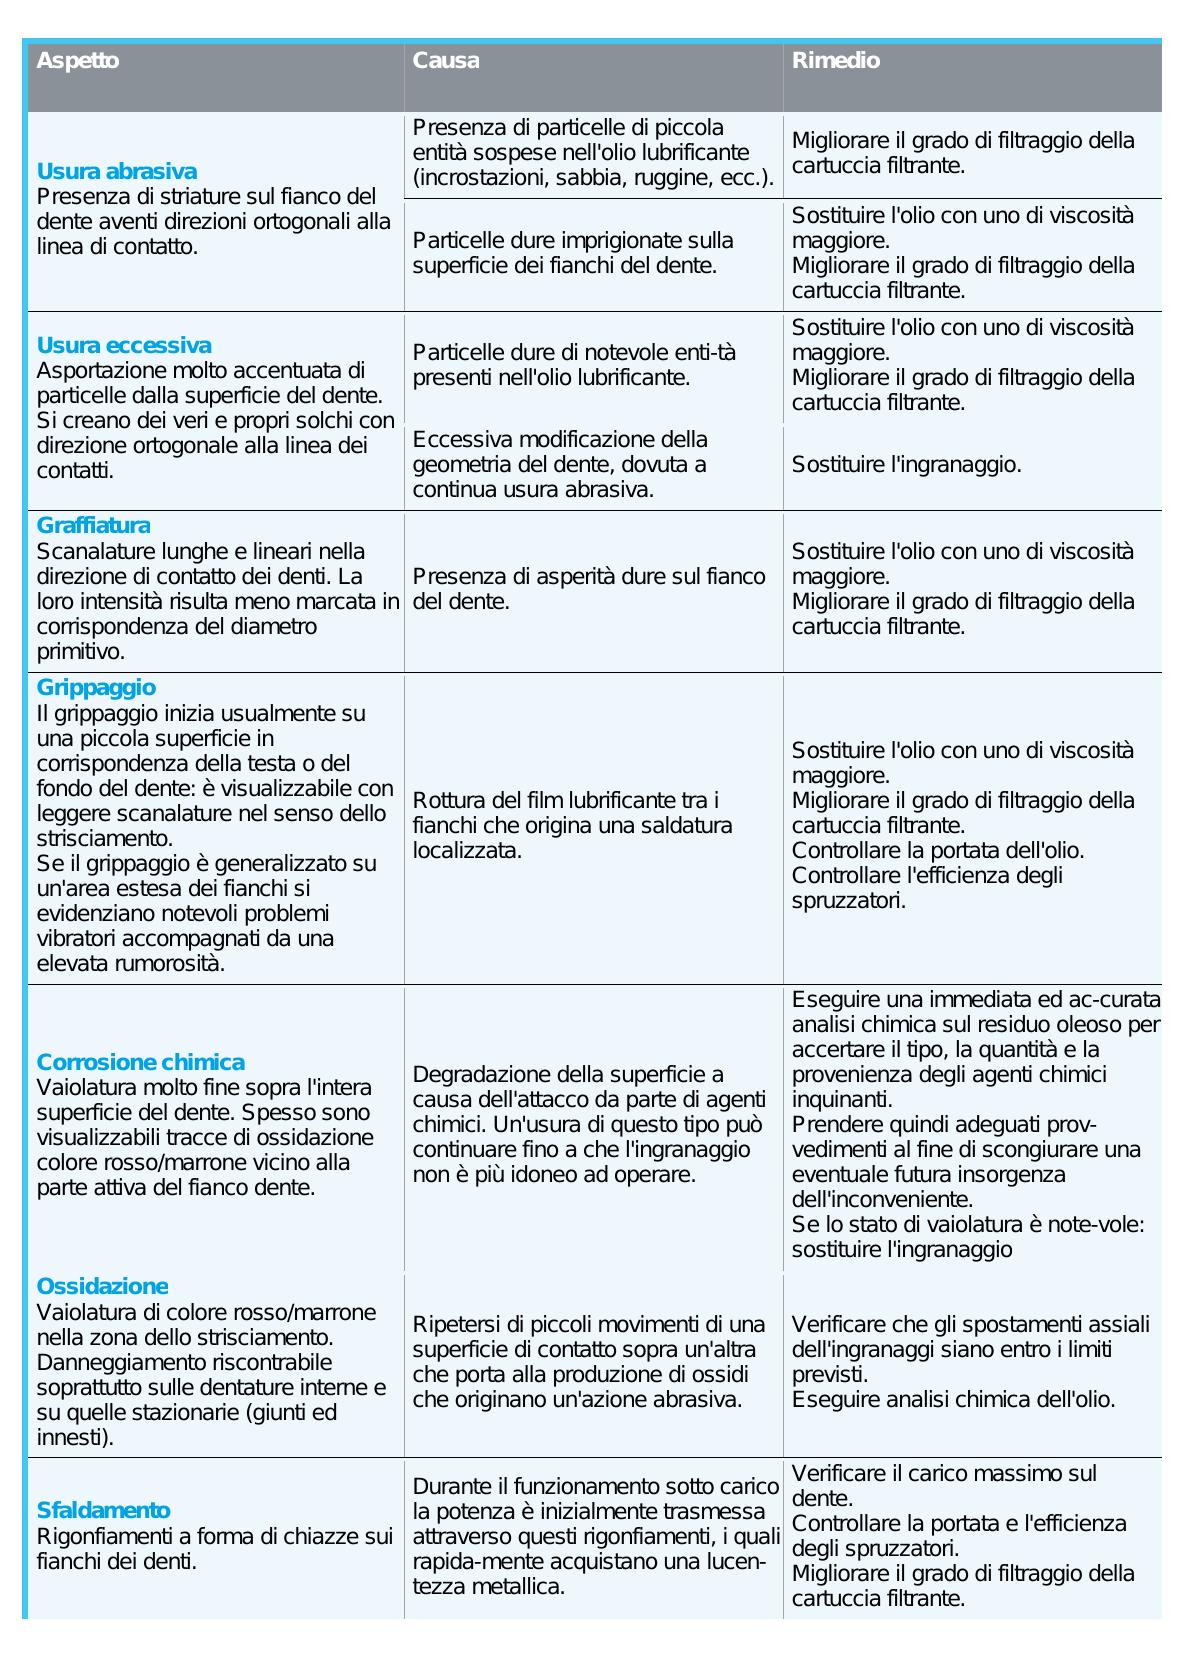 Aspetto
Causa
Rimedio
Usura abrasiva
Presenza di striature sul fianco del
dente aventi direzioni ortogonali alla
linea di contatto.
Presenza di particelle di piccola
entità sospese nell'olio lubrificante
(incrostazioni, sabbia, ruggine, ecc.).
Migliorare il grado di filtraggio della
cartuccia filtrante.
Particelle dure imprigionate sulla
superficie dei fianchi del dente.
Sostituire l'olio con uno di viscosità
maggiore.
Migliorare il grado di filtraggio della
cartuccia filtrante.
Usura eccessiva
Asportazione molto accentuata di
particelle dalla superficie del dente.
Si creano dei veri e propri solchi con
direzione ortogonale alla linea dei
contatti.
Particelle dure di notevole enti-tà
presenti nell'olio lubrificante.
Sostituire l'olio con uno di viscosità
maggiore.
Migliorare il grado di filtraggio della
cartuccia filtrante.
Eccessiva modificazione della
geometria del dente, dovuta a
continua usura abrasiva.
Sostituire l'ingranaggio.
Graffiatura
Scanalature lunghe e lineari nella
direzione di contatto dei denti. La
loro intensità risulta meno marcata in
corrispondenza del diametro
primitivo.
Presenza di asperità dure sul fianco
del dente.
Sostituire l'olio con uno di viscosità
maggiore.
Migliorare il grado di filtraggio della
cartuccia filtrante.
Grippaggio
Il grippaggio inizia usualmente su
una piccola superficie in
corrispondenza della testa o del
fondo del dente: è visualizzabile con
leggere scanalature nel senso dello
strisciamento.
Se il grippaggio è generalizzato su
un'area estesa dei fianchi si
evidenziano notevoli problemi
vibratori accompagnati da una
elevata rumorosità.
Rottura del film lubrificante tra i
fianchi che origina una saldatura
localizzata.
Sostituire l'olio con uno di viscosità
maggiore.
Migliorare il grado di filtraggio della
cartuccia filtrante.
Controllare la portata dell'olio.
Controllare l'efficienza degli
spruzzatori.
Corrosione chimica
Vaiolatura molto fine sopra l'intera
superficie del dente. Spesso sono
visualizzabili tracce di ossidazione
colore rosso/marrone vicino alla
parte attiva del fianco dente.
Degradazione della superficie a
causa dell'attacco da parte di agenti
chimici. Un'usura di questo tipo può
continuare fino a che l'ingranaggio
non è più idoneo ad operare.
Eseguire una immediata ed ac-curata
analisi chimica sul residuo oleoso per
accertare il tipo, la quantità e la
provenienza degli agenti chimici
inquinanti.
Prendere quindi adeguati prov-
vedimenti al fine di scongiurare una
eventuale futura insorgenza
dell'inconveniente.
Se lo stato di vaiolatura è note-vole:
sostituire l'ingranaggio
Ossidazione
Vaiolatura di colore rosso/marrone
nella zona dello strisciamento.
Danneggiamento riscontrabile
soprattutto sulle dentature interne e
su quelle stazionarie (giunti ed
innesti).
Ripetersi di piccoli movimenti di una
superficie di contatto sopra un'altra
che porta alla produzione di ossidi
che originano un'azione abrasiva.
Verificare che gli spostamenti assiali
dell'ingranaggi siano entro i limiti
previsti.
Eseguire analisi chimica dell'olio.
Sfaldamento
Rigonfiamenti a forma di chiazze sui
fianchi dei denti.
Durante il funzionamento sotto carico
la potenza è inizialmente trasmessa
attraverso questi rigonfiamenti, i quali
rapida-mente acquistano una lucen-
tezza metallica.
Verificare il carico massimo sul
dente.
Controllare la portata e l'efficienza
degli spruzzatori.
Migliorare il grado di filtraggio della
cartuccia filtrante.